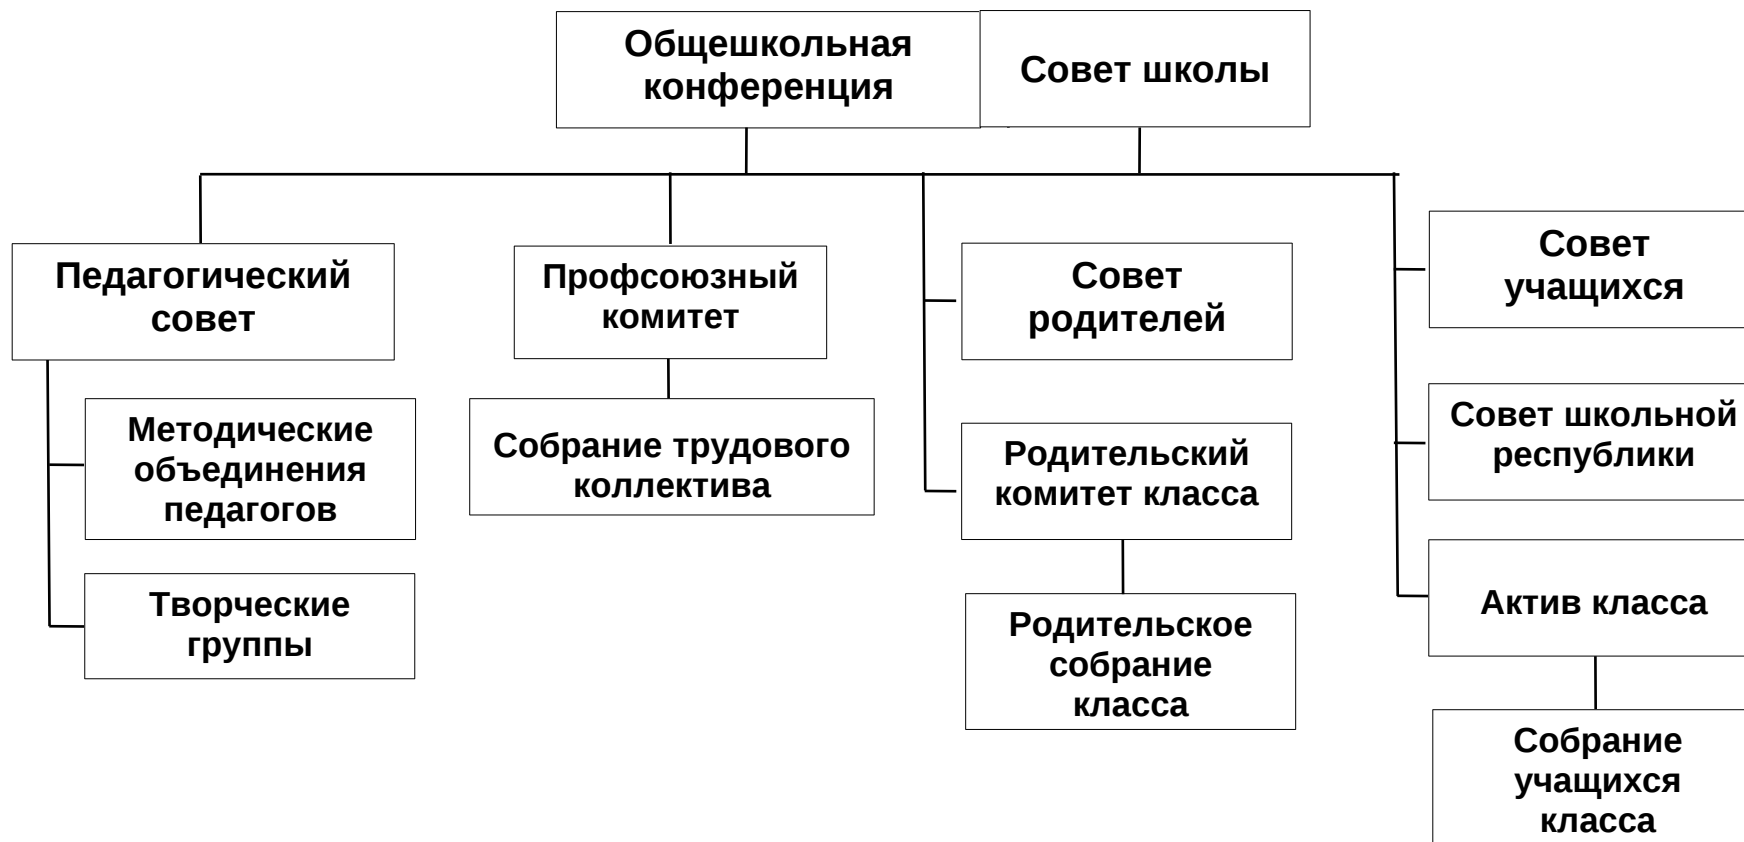 Общешкольная
конференция
Совет школы
Педагогический
совет
Методические
объединения
педагогов
Творческие
группы
Профсоюзный
комитет
Собрание трудового
коллектива
Совет
родителей
Родительский
комитет класса
Родительское
собрание
класса
Совет
учащихся
Совет школьной
республики
Актив класса
Собрание
учащихся
класса